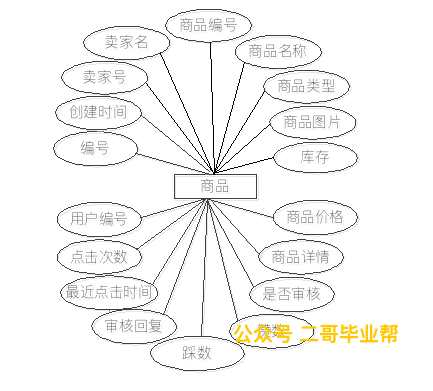 商品编号
卖家名
商品名称
卖家号
商品类型
创建时间
商品图片
编号
库存
商品
用户编号
商品价格
点击次数
商品详情
最近点击时间
是否审核
审核回复
公众号 二哥毕业帮
踩数